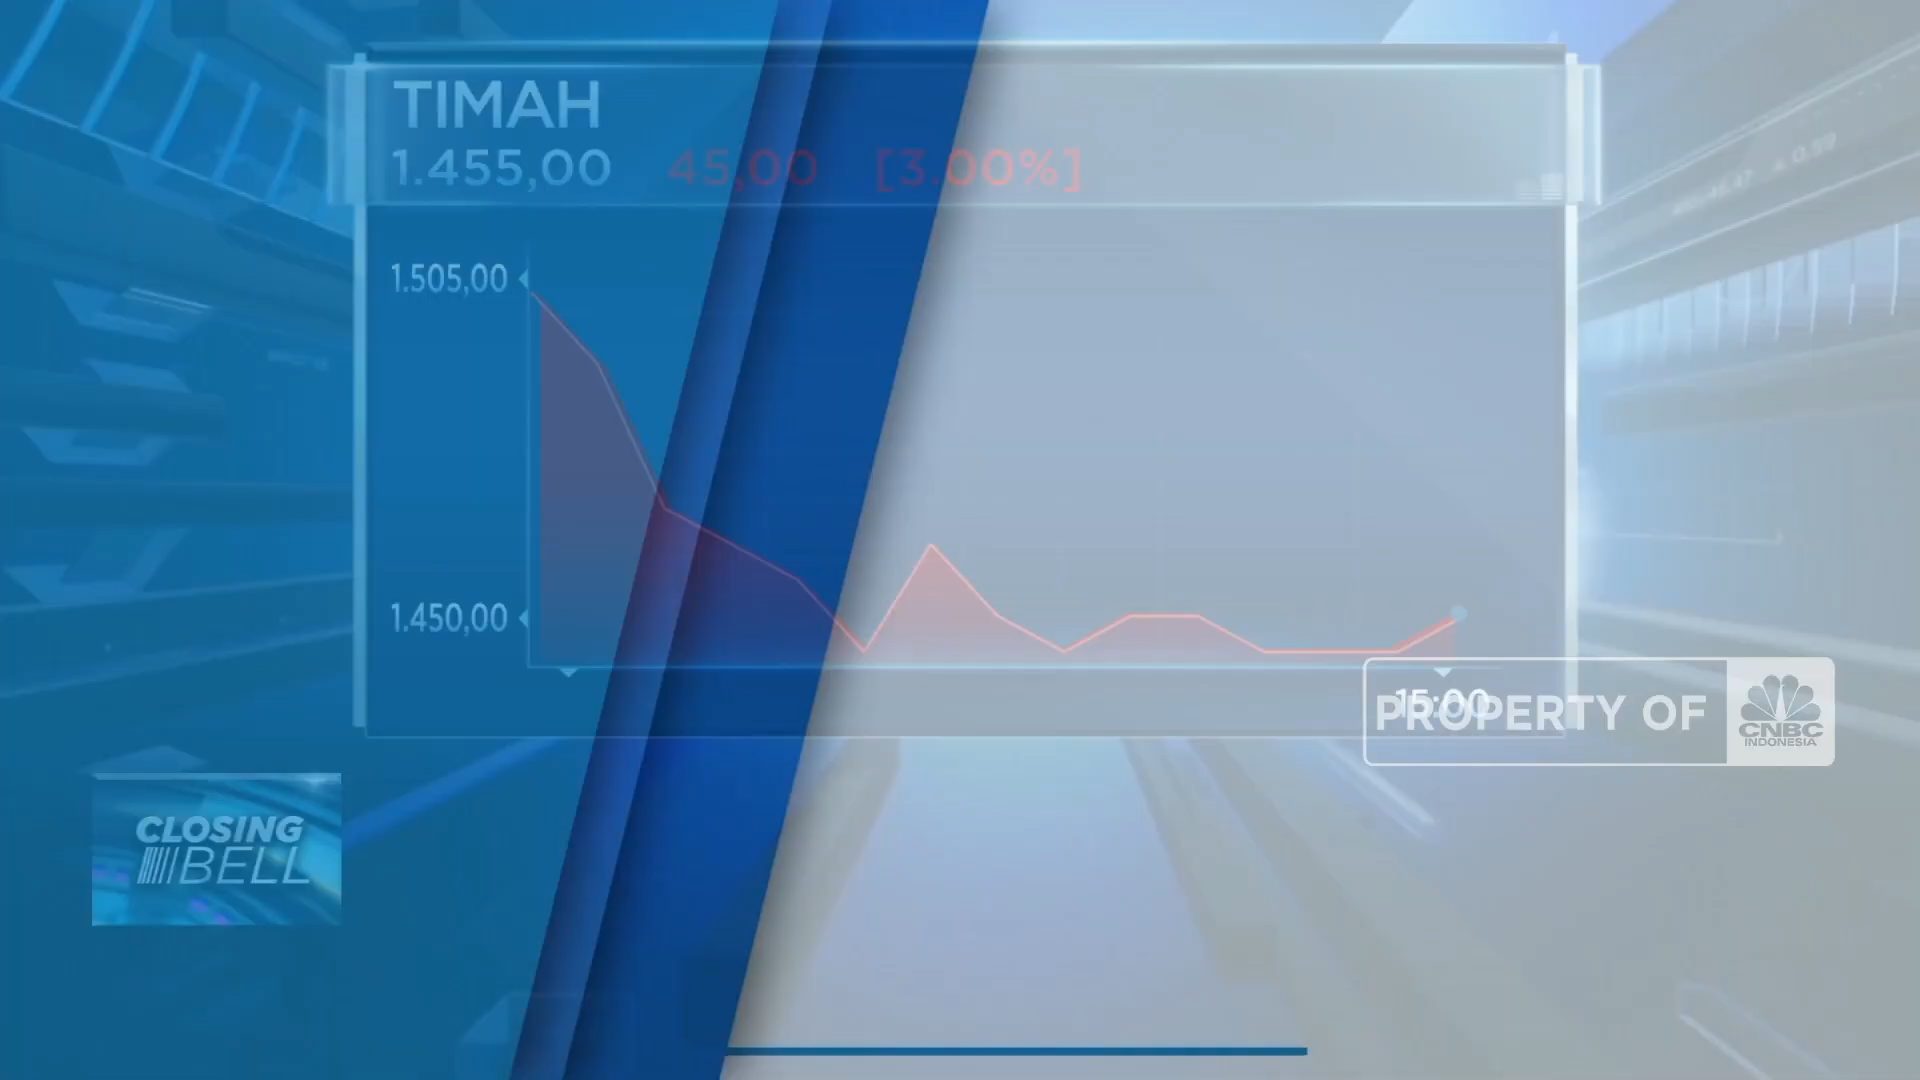 TIMAH
1.455,00 45,00 [3.00%]
1.505,00
1.450,00
15:00
PROPERTY OF
CNBC
INDONESIA
CLOSING
BELL